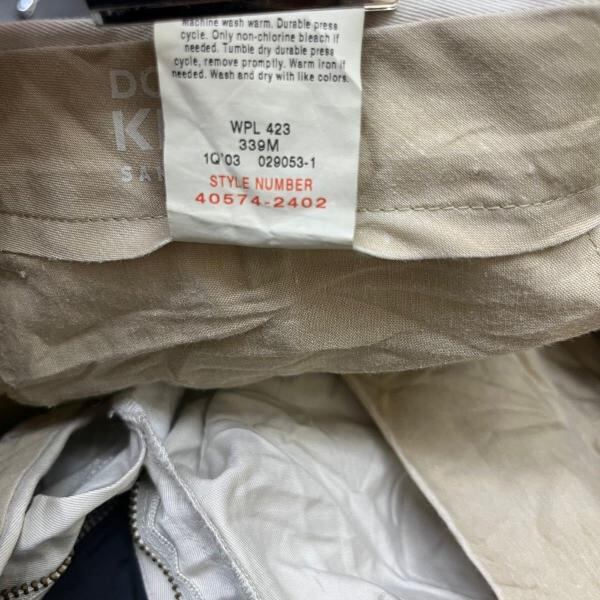 Machine wash warm. Durable press
cycle. Only non-chlorine bleach if
needed. Tumble dry durable press
cycle, remove promptly. Warm iron if
needed. Wash and dry with like colors.
WPL 423
339M
1Q'03 029053-1
STYLE NUMBER
40574-2402